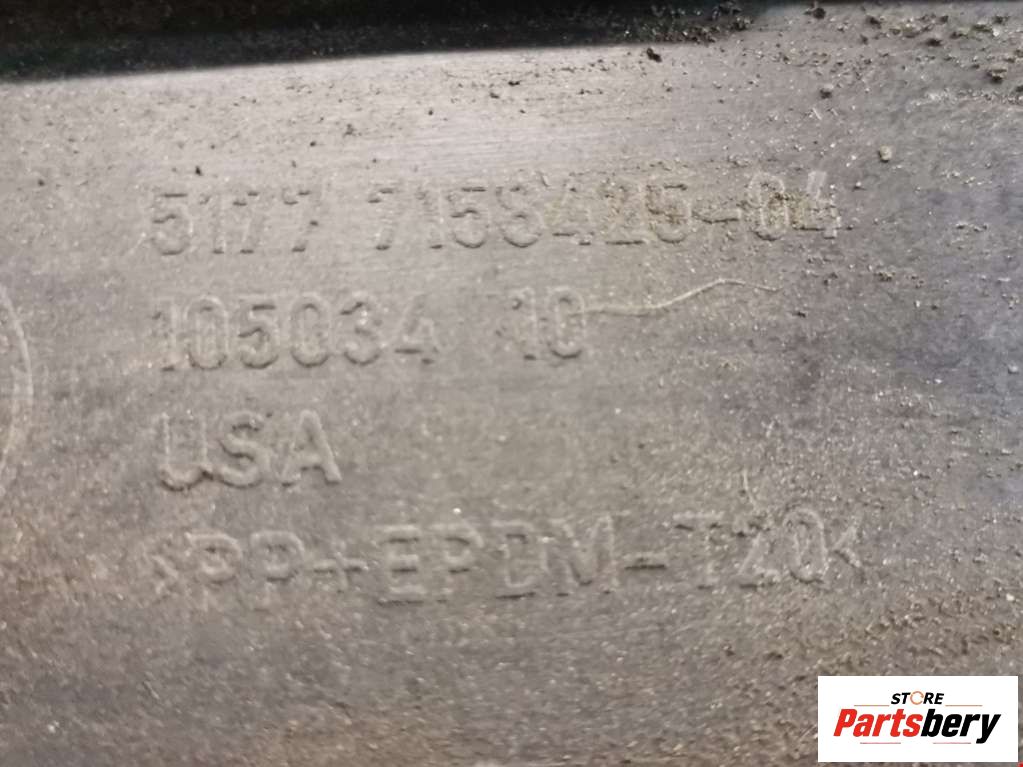 5177 7158425-04
105034 10
USA
>PP+EPDM-T20<
STORE
Partsbery